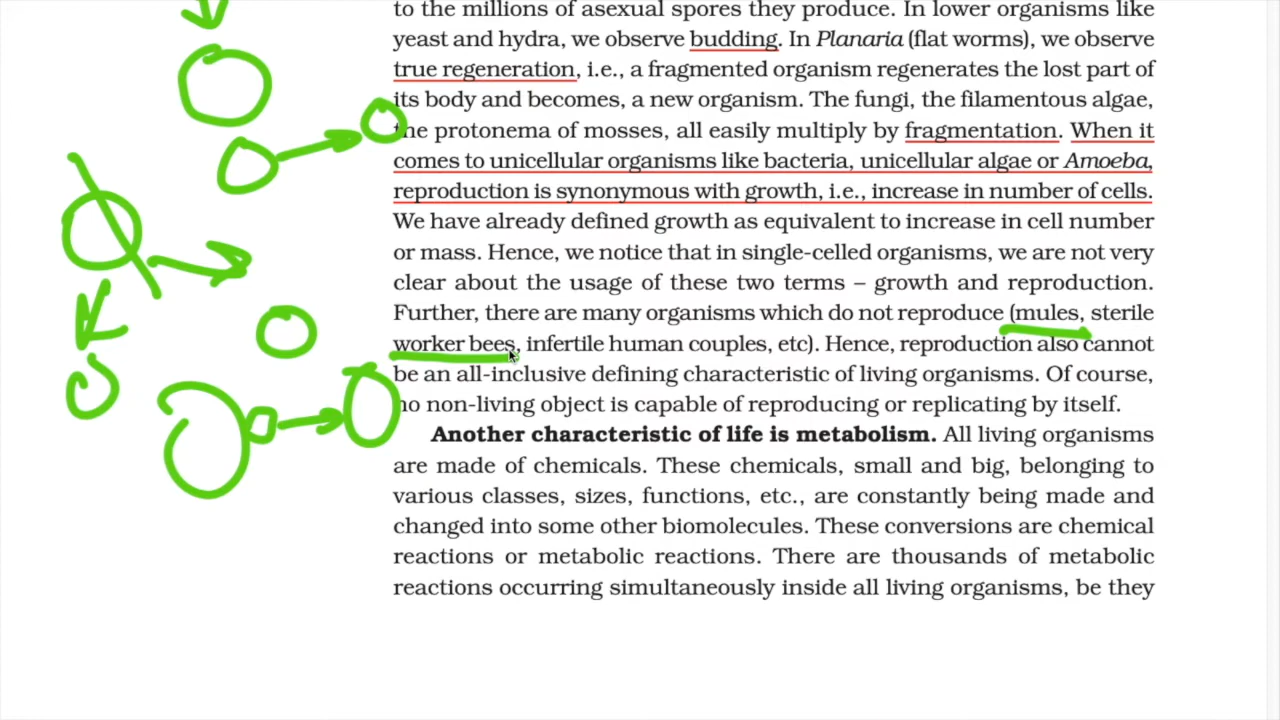 to the millions of asexual spores they produce. In lower organisms like
yeast and hydra, we observe budding. In Planaria (flat worms), we observe
true regeneration, i.e., a fragmented organism regenerates the lost part of
its body and becomes, a new organism. The fungi, the filamentous algae,
the protonema of mosses, all easily multiply by fragmentation. When it
comes to unicellular organisms like bacteria, unicellular algae or Amoeba,
reproduction is synonymous with growth, i.e., increase in number of cells.
We have already defined growth as equivalent to increase in cell number
or mass. Hence, we notice that in single-celled organisms, we are not very
clear about the usage of these two terms – growth and reproduction.
Further, there are many organisms which do not reproduce (mules, sterile
worker bees, infertile human couples, etc). Hence, reproduction also cannot
be an all-inclusive defining characteristic of living organisms. Of course,
no non-living object is capable of reproducing or replicating by itself.
Another characteristic of life is metabolism. All living organisms
are made of chemicals. These chemicals, small and big, belonging to
various classes, sizes, functions, etc., are constantly being made and
changed into some other biomolecules. These conversions are chemical
reactions or metabolic reactions. There are thousands of metabolic
reactions occurring simultaneously inside all living organisms, be they